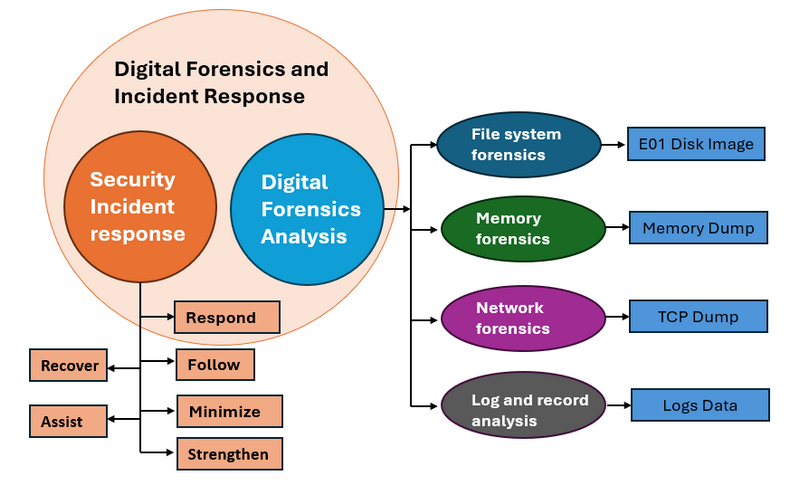 Digital Forensics and
Incident Response
Security
Incident
response
Digital
Forensics
Analysis
File system
forensics
E01 Disk Image
Memory
forensics
Memory Dump
Network
forensics
TCP Dump
Log and record
analysis
Logs Data
Respond
Recover
Follow
Assist
Minimize
Strengthen